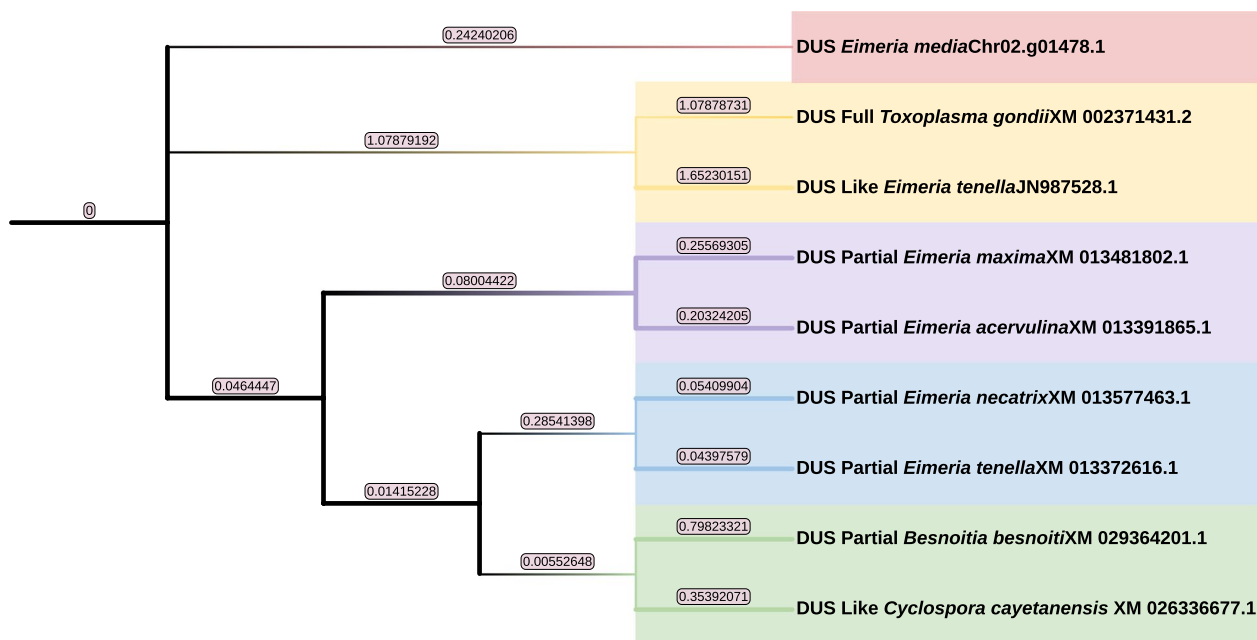 0.24240206
DUS Eimeria mediaChr02.g01478.1
1.07878731
DUS Full Toxoplasma gondiiXM 002371431.2
1.07879192
1.65230151
DUS Like Eimeria tenellaJN987528.1
0
0.25569305
DUS Partial Eimeria maximaXM 013481802.1
0.08004422
0.20324205
DUS Partial Eimeria acervulinaXM 013391865.1
0.0464447
0.05409904
DUS Partial Eimeria necatrixXM 013577463.1
0.28541398
0.04397579
DUS Partial Eimeria tenellaXM 013372616.1
0.01415228
0.79823321
DUS Partial Besnoitia besnoitiXM 029364201.1
0.00552648
0.35392071
DUS Like Cyclospora cayetanensis XM 026336677.1